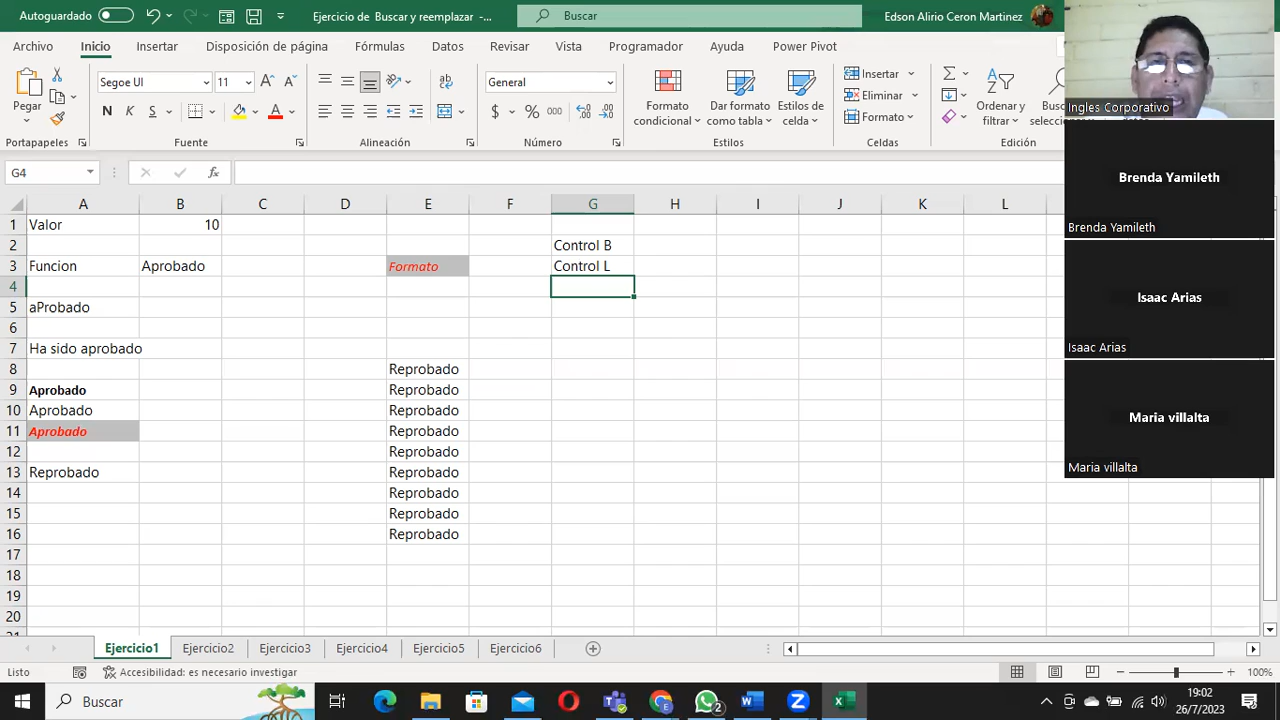 Autoguardado
Ejercicio de Buscar y reemplazar -...
Buscar
Edson Alirio Ceron Martinez
Archivo Inicio Insertar Disposición de página Fórmulas Datos Revisar Vista Programador Ayuda Power Pivot
Pegar
Portapapeles
Segoe UI 11
N K S
Fuente
Alineación
General
$ % 000
Número
Formato condicional
Dar formato como tabla
Estilos de celda
Estilos
Insertar
Eliminar
Formato
Celdas
Ordenar y filtrar
Edición
Ingles Corporativo
Brenda Yamileth
Brenda Yamileth
Isaac Arias
Isaac Arias
Maria villalta
Maria villalta
G4
fx
A B C D E F G H I J K L
1 Valor 10
2 Control B
3 Funcion Aprobado Formato Control L
4
5 aProbado
6
7 Ha sido aprobado
8 Reprobado
9 Aprobado Reprobado
10 Aprobado Reprobado
11 Aprobado Reprobado
12 Reprobado
13 Reprobado Reprobado
14 Reprobado
15 Reprobado
16 Reprobado
17
18
19
20
Ejercicio1 Ejercicio2 Ejercicio3 Ejercicio4 Ejercicio5 Ejercicio6
Listo Accesibilidad: es necesario investigar 100%
Buscar
2
19:02
26/7/2023